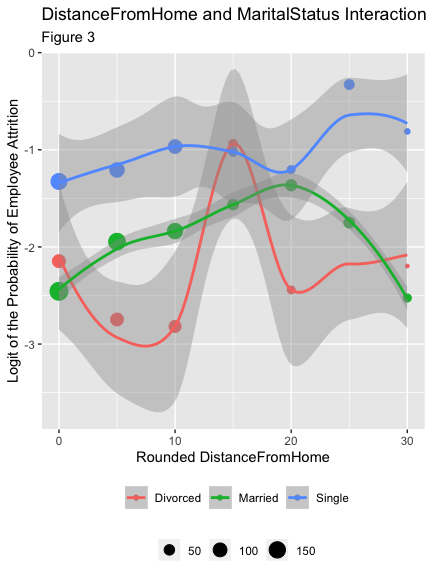 DistanceFromHome and MaritalStatus Interaction
Figure 3
0
-1
-2
-3
Logit of the Probability of Employee Attrition
0 10 20 30
Rounded DistanceFromHome
Divorced Married Single
50 100 150